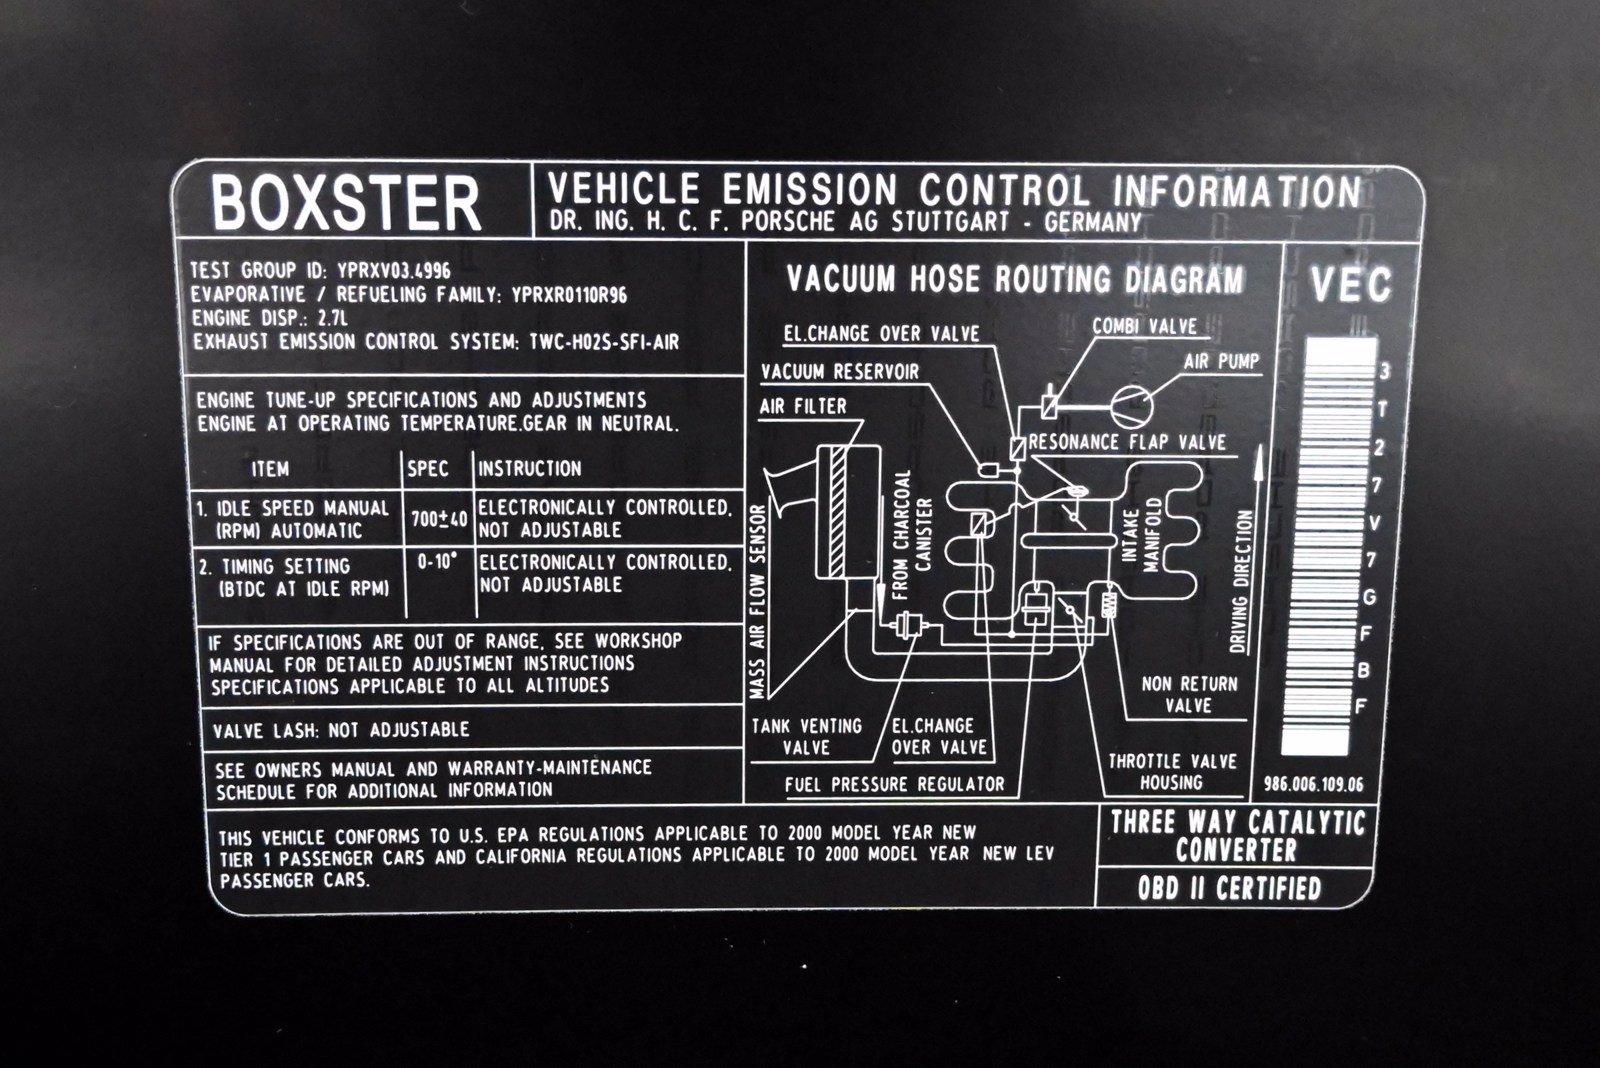 BOXSTER
VEHICLE EMISSION CONTROL INFORMATION
DR. ING. H. C. F. PORSCHE AG STUTTGART - GERMANY
TEST GROUP ID: YPRXV03.4996
EVAPORATIVE / REFUELING FAMILY: YPRXR0110R96
ENGINE DISP.: 2.7L
EXHAUST EMISSION CONTROL SYSTEM: TWC-HO2S-SFI-AIR
ENGINE TUNE-UP SPECIFICATIONS AND ADJUSTMENTS
ENGINE AT OPERATING TEMPERATURE.GEAR IN NEUTRAL.
ITEM SPEC INSTRUCTION
1. IDLE SPEED MANUAL 700±40 ELECTRONICALLY CONTROLLED,
(RPM) AUTOMATIC NOT ADJUSTABLE
2. TIMING SETTING 0-10° ELECTRONICALLY CONTROLLED,
(BTDC AT IDLE RPM) NOT ADJUSTABLE
IF SPECIFICATIONS ARE OUT OF RANGE, SEE WORKSHOP
MANUAL FOR DETAILED ADJUSTMENT INSTRUCTIONS
SPECIFICATIONS APPLICABLE TO ALL ALTITUDES
VALVE LASH: NOT ADJUSTABLE
SEE OWNERS MANUAL AND WARRANTY-MAINTENANCE
SCHEDULE FOR ADDITIONAL INFORMATION
VACUUM HOSE ROUTING DIAGRAM
EL.CHANGE OVER VALVE
COMBI VALVE
VACUUM RESERVOIR
AIR PUMP
AIR FILTER
RESONANCE FLAP VALVE
MASS AIR FLOW SENSOR
FROM CHARCOAL
CANISTER
INTAKE
MANIFOLD
DRIVING DIRECTION
NON RETURN
VALVE
TANK VENTING
VALVE
EL.CHANGE
OVER VALVE
THROTTLE VALVE
HOUSING
FUEL PRESSURE REGULATOR
VEC
3T277V7GFBF
986.006.109.06
THIS VEHICLE CONFORMS TO U.S. EPA REGULATIONS APPLICABLE TO 2000 MODEL YEAR NEW
TIER 1 PASSENGER CARS AND CALIFORNIA REGULATIONS APPLICABLE TO 2000 MODEL YEAR NEW LEV
PASSENGER CARS.
THREE WAY CATALYTIC
CONVERTER
OBD II CERTIFIED